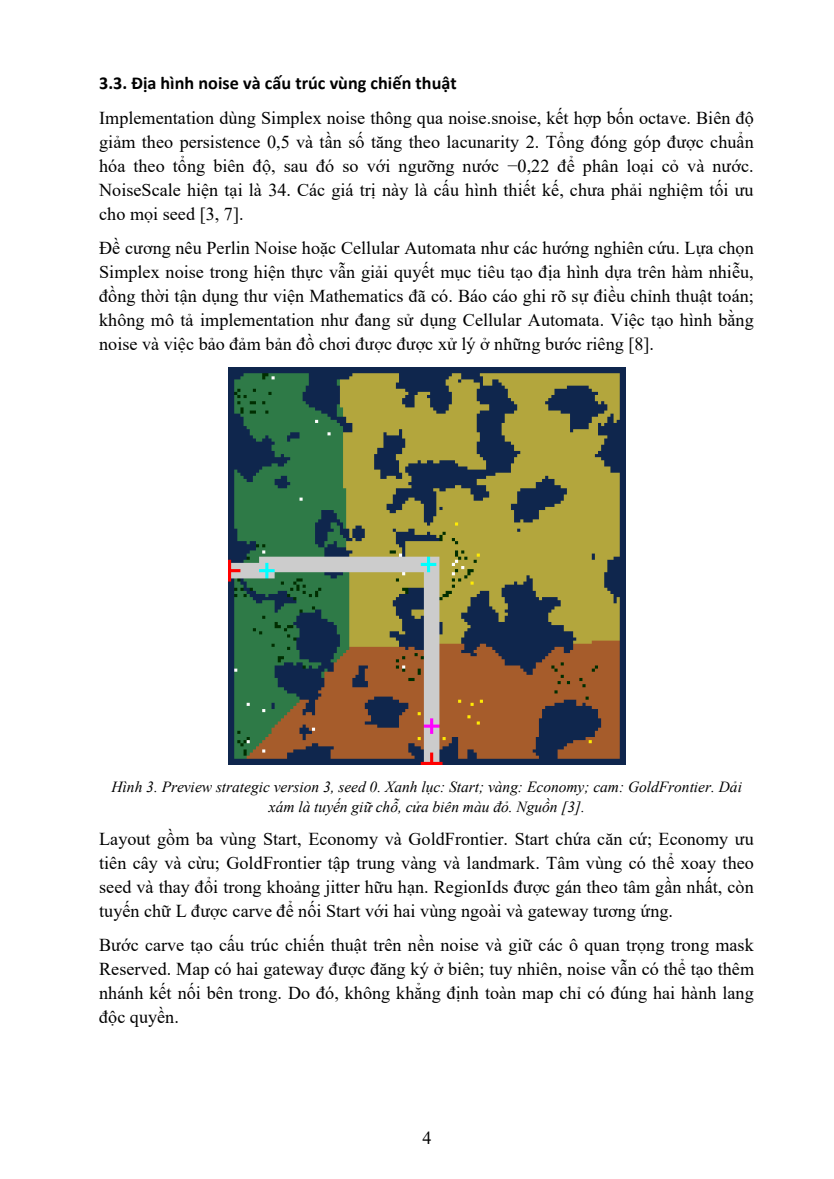 3.3. Địa hình noise và cấu trúc vùng chiến thuật
Implementation dùng Simplex noise thông qua noise.snoise, kết hợp bốn octave. Biên độ
giảm theo persistence 0,5 và tần số tăng theo lacunarity 2. Tổng đóng góp được chuẩn
hóa theo tổng biên độ, sau đó so với ngưỡng nước −0,22 để phân loại cỏ và nước.
NoiseScale hiện tại là 34. Các giá trị này là cấu hình thiết kế, chưa phải nghiệm tối ưu
cho mọi seed [3, 7].
Đề cương nêu Perlin Noise hoặc Cellular Automata như các hướng nghiên cứu. Lựa chọn
Simplex noise trong hiện thực vẫn giải quyết mục tiêu tạo địa hình dựa trên hàm nhiễu,
đồng thời tận dụng thư viện Mathematics đã có. Báo cáo ghi rõ sự điều chỉnh thuật toán;
không mô tả implementation như đang sử dụng Cellular Automata. Việc tạo hình bằng
noise và việc bảo đảm bản đồ chơi được được xử lý ở những bước riêng [8].
Hình 3. Preview strategic version 3, seed 0. Xanh lục: Start; vàng: Economy; cam: GoldFrontier. Dải
xám là tuyến giữ chỗ, cửa biên màu đỏ. Nguồn [3].
Layout gồm ba vùng Start, Economy và GoldFrontier. Start chứa căn cứ; Economy ưu
tiên cây và cừu; GoldFrontier tập trung vàng và landmark. Tâm vùng có thể xoay theo
seed và thay đổi trong khoảng jitter hữu hạn. RegionIds được gán theo tâm gần nhất, còn
tuyến chữ L được carve để nối Start với hai vùng ngoài và gateway tương ứng.
Bước carve tạo cấu trúc chiến thuật trên nền noise và giữ các ô quan trọng trong mask
Reserved. Map có hai gateway được đăng ký ở biên; tuy nhiên, noise vẫn có thể tạo thêm
nhánh kết nối bên trong. Do đó, không khẳng định toàn map chỉ có đúng hai hành lang
độc quyền.
4